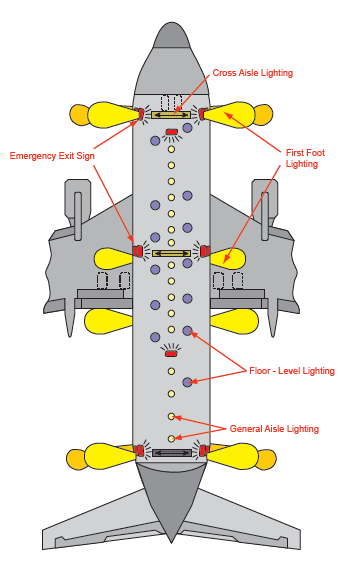 Cross Aisle Lighting
Emergency Exit Sign
First Foot
Lighting
Floor - Level Lighting
General Aisle Lighting